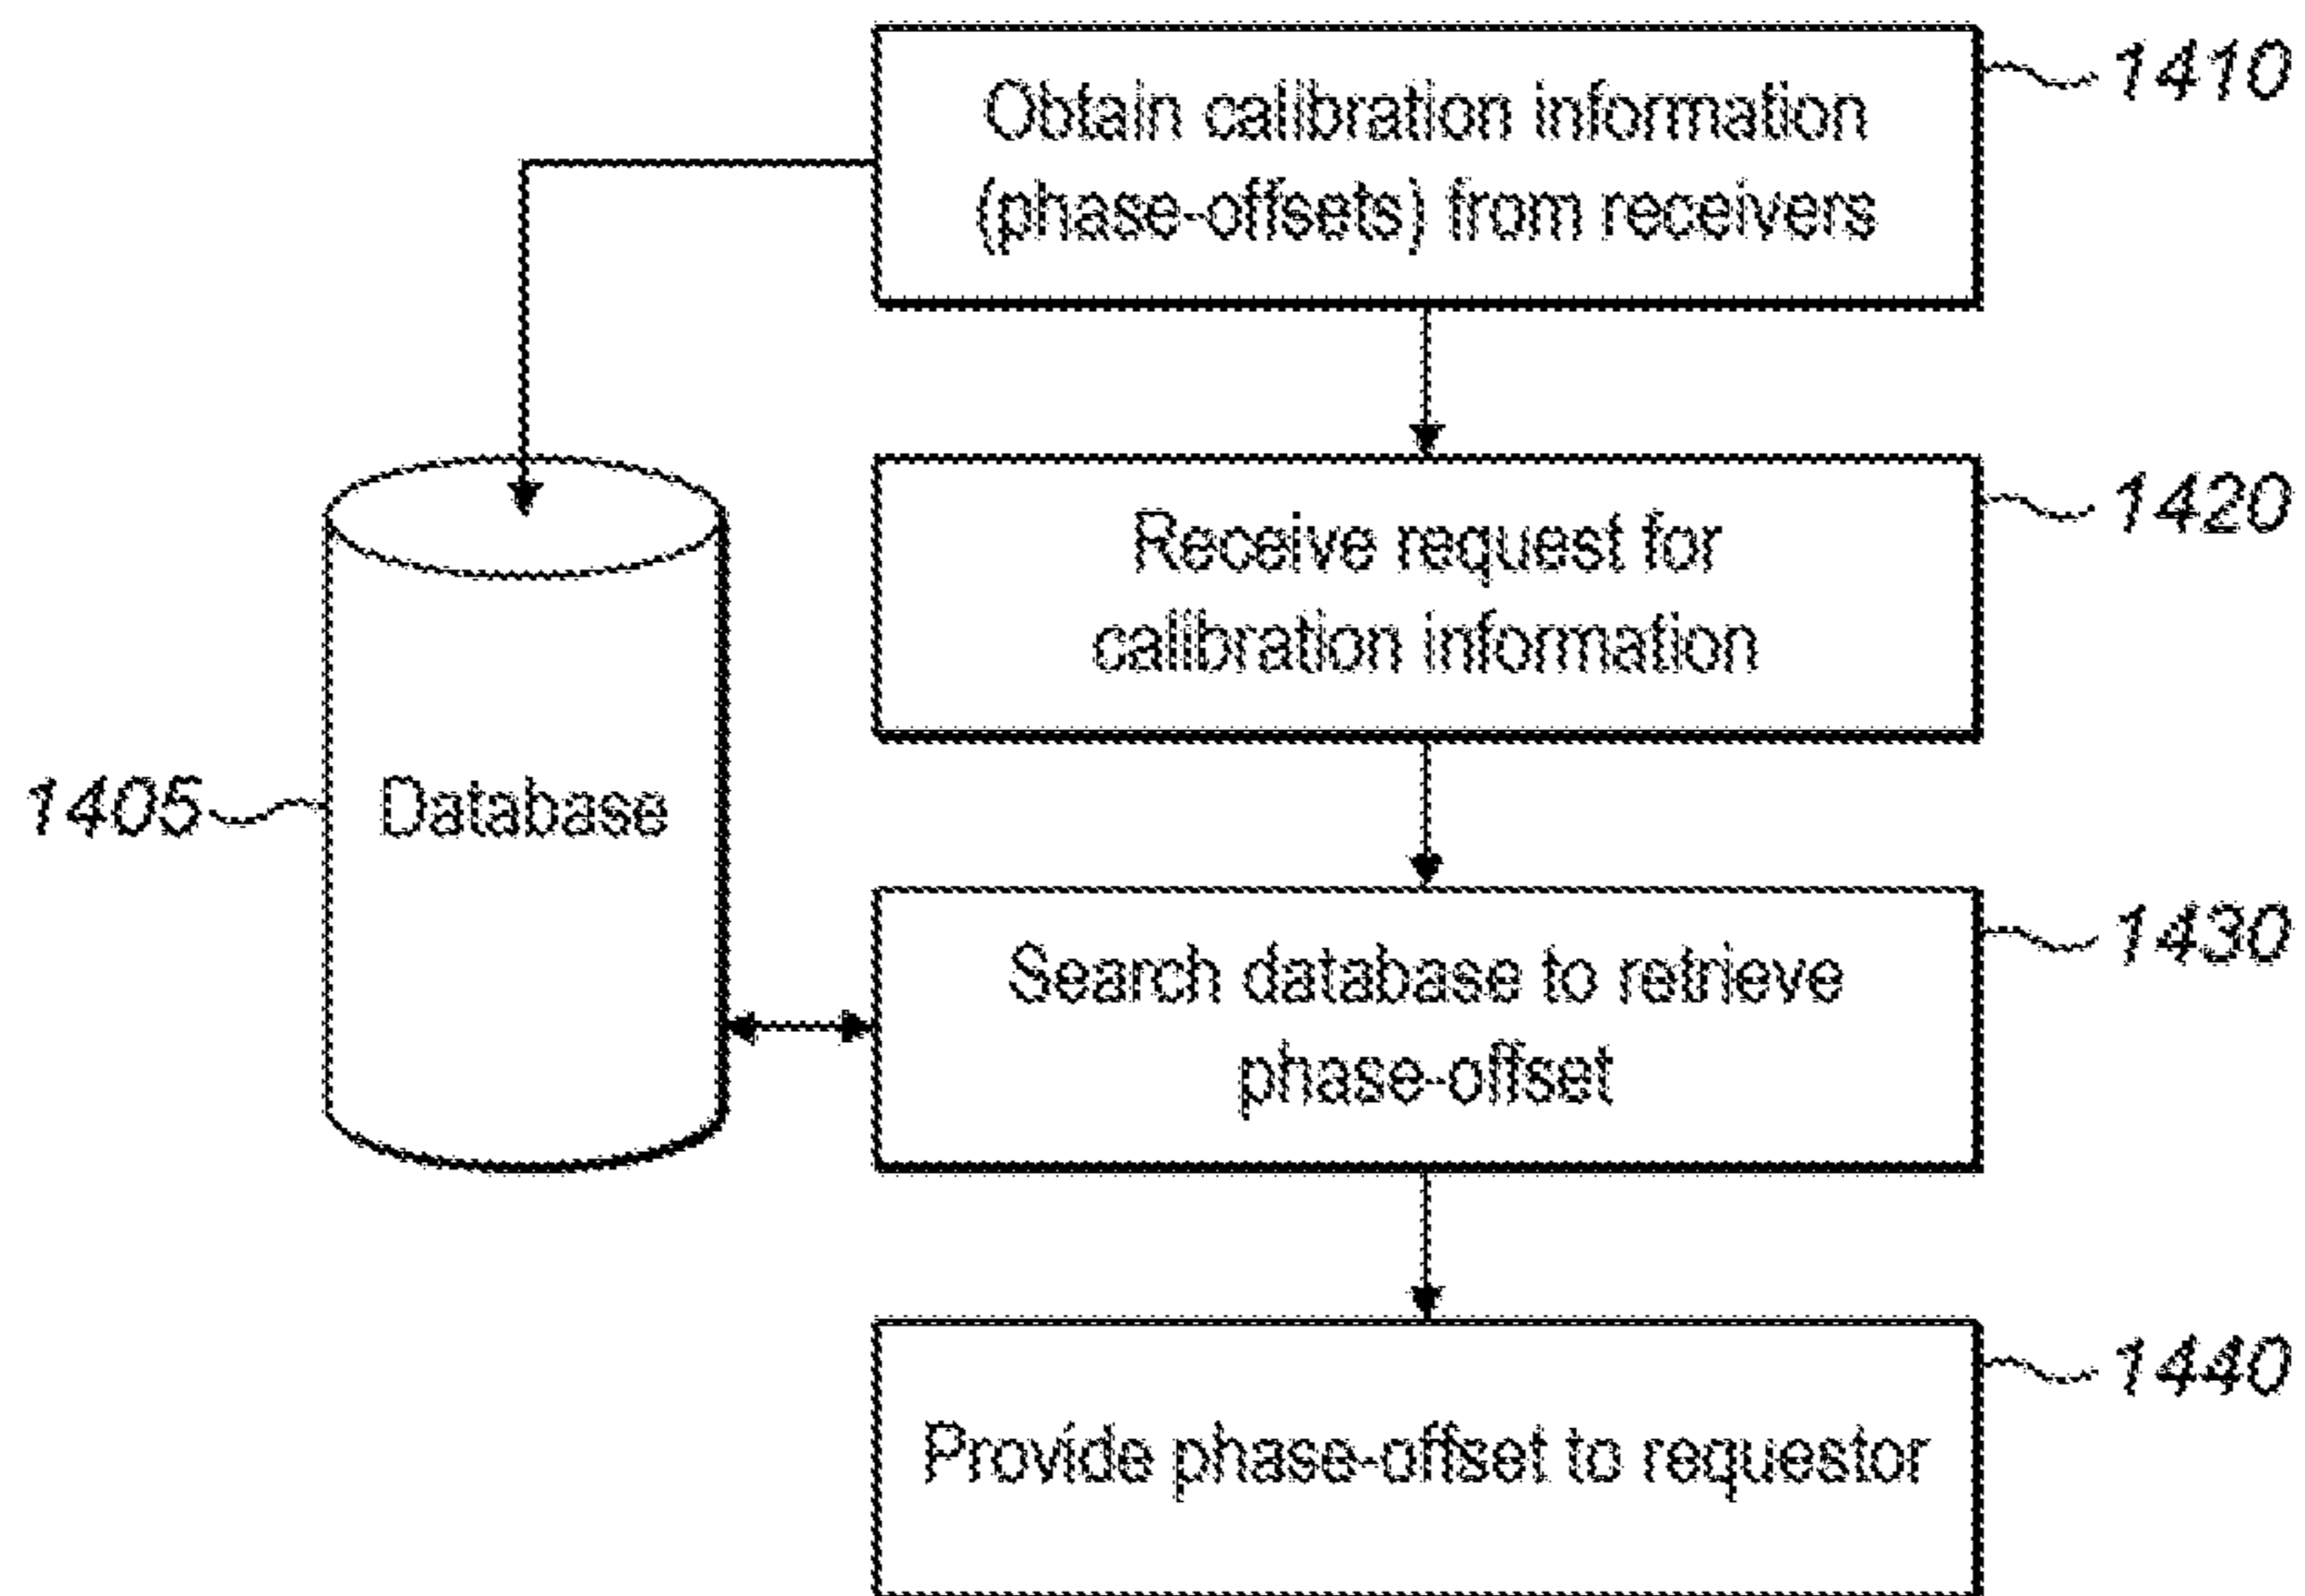 Obtain calibration information
(phase-offsets) from receivers
1410
Receive request for
calibration information
1420
1405
Database
Search database to retrieve
phase-offset
1430
Provide phase-offset to requestor
1440